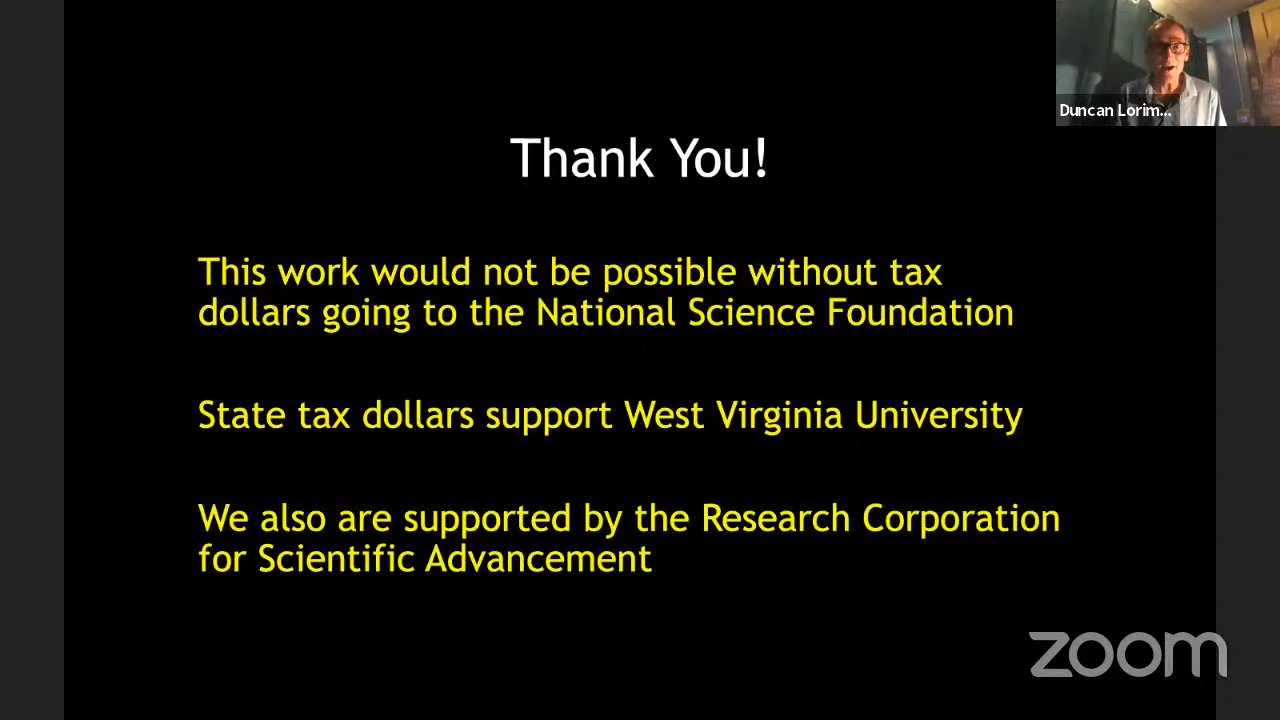 Duncan Lorim...
Thank You!
This work would not be possible without tax
dollars going to the National Science Foundation
State tax dollars support West Virginia University
We also are supported by the Research Corporation
for Scientific Advancement
zoom